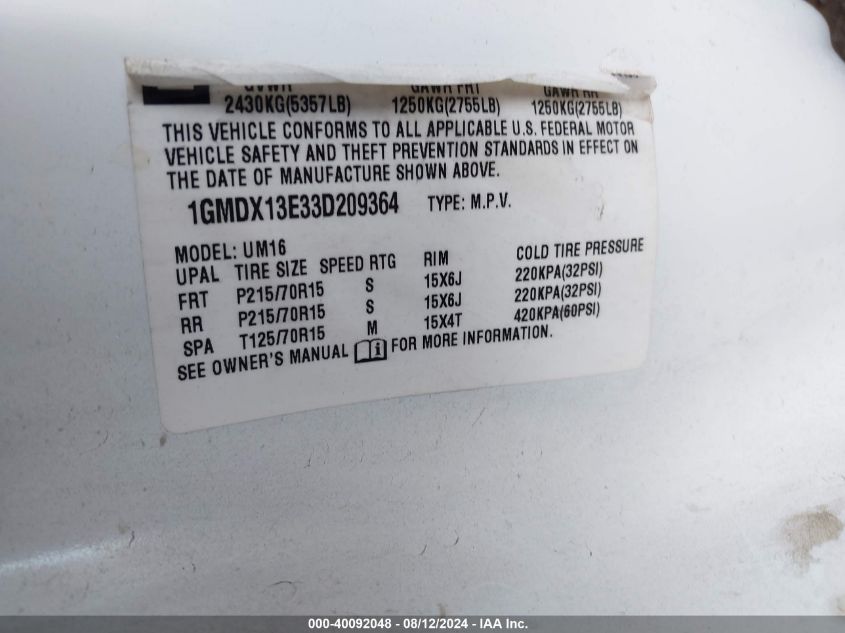 GVWR GAWR FRT GAWR RR
2430KG(5357LB) 1250KG(2755LB) 1250KG(2755LB)
THIS VEHICLE CONFORMS TO ALL APPLICABLE U.S. FEDERAL MOTOR
VEHICLE SAFETY AND THEFT PREVENTION STANDARDS IN EFFECT ON
THE DATE OF MANUFACTURE SHOWN ABOVE.
1GMDX13E33D209364 TYPE: M.P.V.
MODEL: UM16
UPAL TIRE SIZE SPEED RTG RIM COLD TIRE PRESSURE
FRT P215/70R15 S 15X6J 220KPA(32PSI)
RR P215/70R15 S 15X6J 220KPA(32PSI)
SPA T125/70R15 M 15X4T 420KPA(60PSI)
SEE OWNER'S MANUAL FOR MORE INFORMATION.
000-40092048 - 08/12/2024 - IAA Inc.